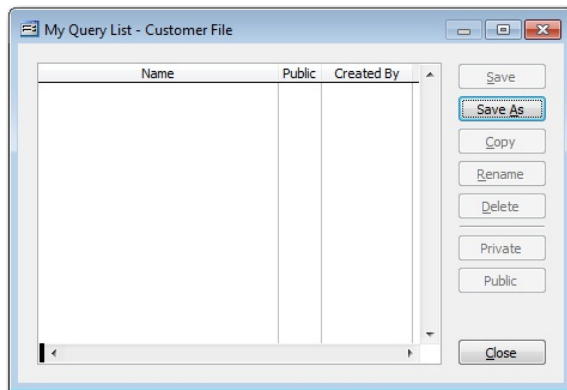 My Query List - Customer File
Name Public Created By
Save
Save As
Copy
Rename
Delete
Private
Public
Close